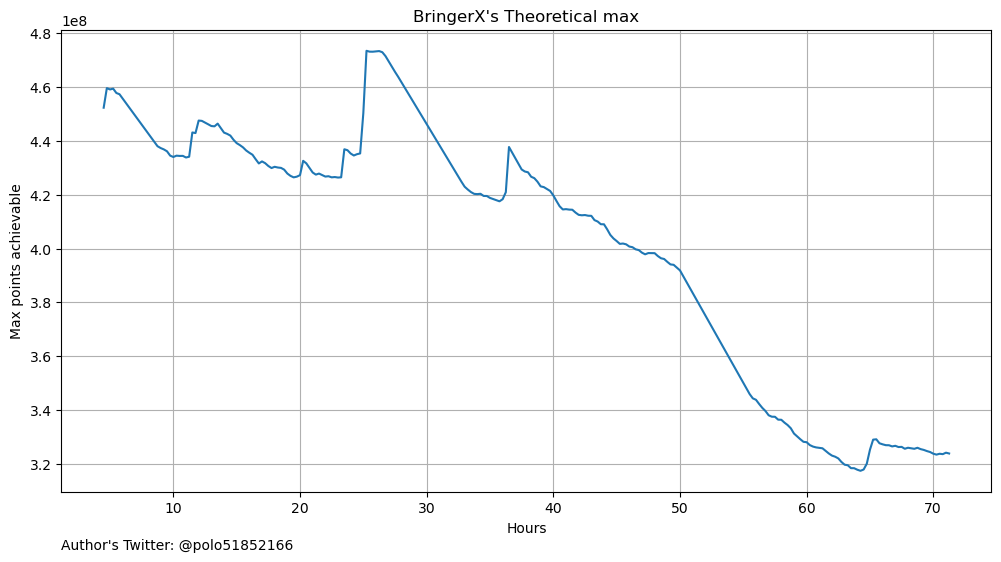 BringerX's Theoretical max
1e8
4.8
4.6
4.4
4.2
4.0
3.8
3.6
3.4
3.2
Max points achievable
10 20 30 40 50 60 70
Hours
Author's Twitter: @polo51852166